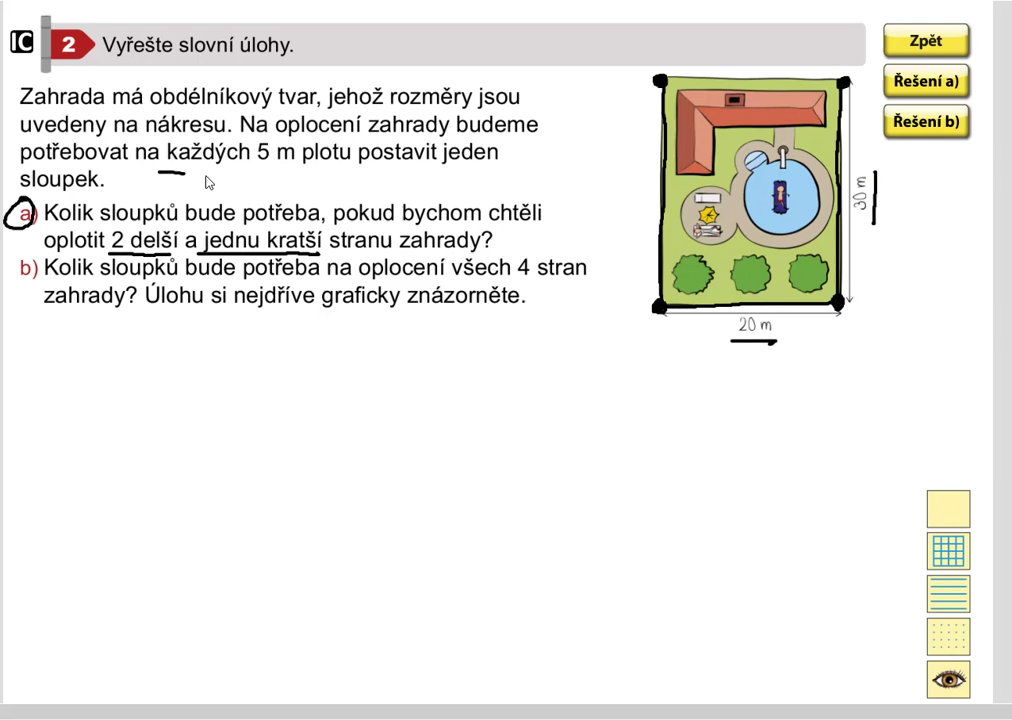 IC
2 Vyřešte slovní úlohy.
Zpět
Řešení a)
Řešení b)
Zahrada má obdélníkový tvar, jehož rozměry jsou
uvedeny na nákresu. Na oplocení zahrady budeme
potřebovat na každých 5 m plotu postavit jeden
sloupek.
a) Kolik sloupků bude potřeba, pokud bychom chtěli
oplotit 2 delší a jednu kratší stranu zahrady?
b) Kolik sloupků bude potřeba na oplocení všech 4 stran
zahrady? Úlohu si nejdříve graficky znázorněte.
30 m
20 m